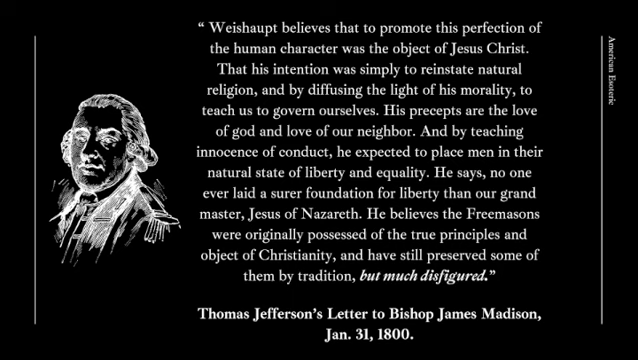 “ Weishaupt believes that to promote this perfection of
the human character was the object of Jesus Christ.
That his intention was simply to reinstate natural
religion, and by diffusing the light of his morality, to
teach us to govern ourselves. His precepts are the love
of god and love of our neighbor. And by teaching
innocence of conduct, he expected to place men in their
natural state of liberty and equality. He says, no one
ever laid a surer foundation for liberty than our grand
master, Jesus of Nazareth. He believes the Freemasons
were originally possessed of the true principles and
object of Christianity, and have still preserved some of
them by tradition, but much disfigured.”
Thomas Jefferson’s Letter to Bishop James Madison,
Jan. 31, 1800.
American Esoteric